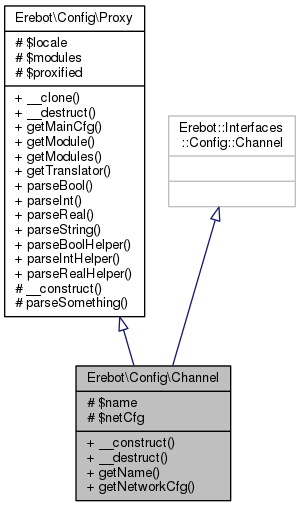 Erebot\Config\Proxy
# $locale
# $modules
# $proxified
+ __clone()
+ __destruct()
+ getMainCfg()
+ getModule()
+ getModules()
+ getTranslator()
+ parseBool()
+ parseInt()
+ parseReal()
+ parseString()
+ parseBoolHelper()
+ parseIntHelper()
+ parseRealHelper()
# __construct()
# parseSomething()
Erebot::Interfaces
::Config::Channel
Erebot\Config\Channel
# $name
# $netCfg
+ __construct()
+ __destruct()
+ getName()
+ getNetworkCfg()